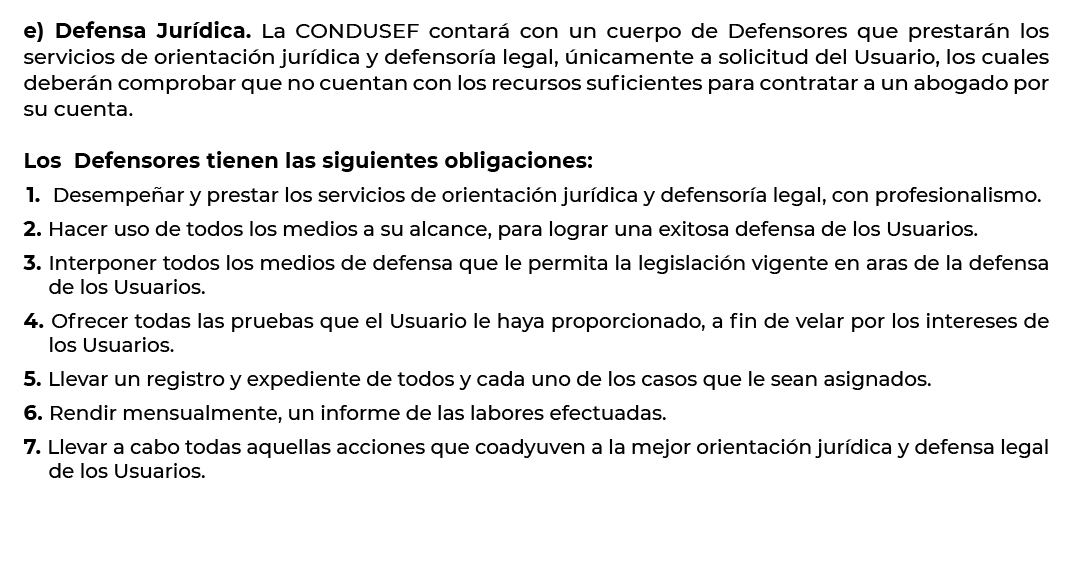 e) Defensa Jurídica. La CONDUSEF contará con un cuerpo de Defensores que prestarán los
servicios de orientación jurídica y defensoría legal, únicamente a solicitud del Usuario, los cuales
deberán comprobar que no cuentan con los recursos suficientes para contratar a un abogado por
su cuenta.
Los Defensores tienen las siguientes obligaciones:
1. Desempeñar y prestar los servicios de orientación jurídica y defensoría legal, con profesionalismo.
2. Hacer uso de todos los medios a su alcance, para lograr una exitosa defensa de los Usuarios.
3. Interponer todos los medios de defensa que le permita la legislación vigente en aras de la defensa
de los Usuarios.
4. Ofrecer todas las pruebas que el Usuario le haya proporcionado, a fin de velar por los intereses de
los Usuarios.
5. Llevar un registro y expediente de todos y cada uno de los casos que le sean asignados.
6. Rendir mensualmente, un informe de las labores efectuadas.
7. Llevar a cabo todas aquellas acciones que coadyuven a la mejor orientación jurídica y defensa legal
de los Usuarios.